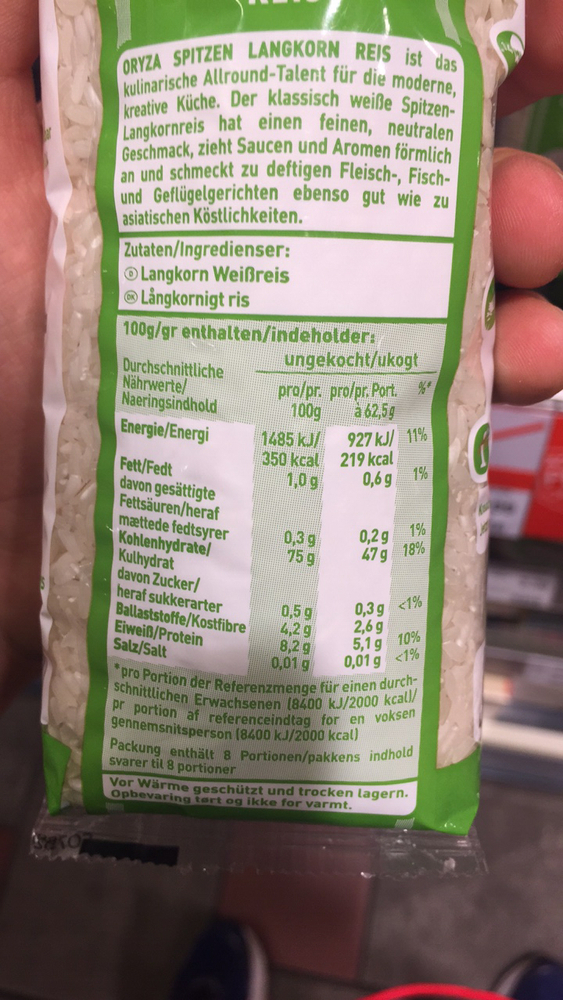 ORYZA SPITZEN LANGKORN REIS ist das
kulinarische Allround-Talent für die moderne,
kreative Küche. Der klassisch weiße Spitzen-
Langkornreis hat einen feinen, neutralen
Geschmack, zieht Saucen und Aromen förmlich
an und schmeckt zu deftigen Fleisch-, Fisch-
und Geflügelgerichten ebenso gut wie zu
asiatischen Köstlichkeiten.
Zutaten/Ingredienser:
D Langkorn Weißreis
DK Långkornigt ris
100g/gr enthalten/indeholder:
ungekocht/ukogt
Durchschnittliche
Nährwerte/
Naeringsindhold
pro/pr. pro/pr. Port. %*
100g à 62,5g
Energie/Energi 1485 kJ/ 927 kJ/ 11%
350 kcal 219 kcal
Fett/Fedt 1,0 g 0,6 g 1%
davon gesättigte
Fettsäuren/heraf
mættede fedtsyrer 0,3 g 0,2 g 1%
Kohlenhydrate/ 75 g 47 g 18%
Kulhydrat
davon Zucker/
heraf sukkerarter 0,5 g 0,3 g <1%
Ballaststoffe/Kostfibre 4,2 g 2,6 g
Eiweiß/Protein 8,2 g 5,1 g 10%
Salz/Salt 0,01 g 0,01 g <1%
*pro Portion der Referenzmenge für einen durch-
schnittlichen Erwachsenen (8400 kJ/2000 kcal)/
pr portion af referenceindtag for en voksen
gennemsnitsperson (8400 kJ/2000 kcal)
Packung enthält 8 Portionen/pakkens indhold
svarer til 8 portioner
Vor Wärme geschützt und trocken lagern.
Opbevaring tørt og ikke for varmt.